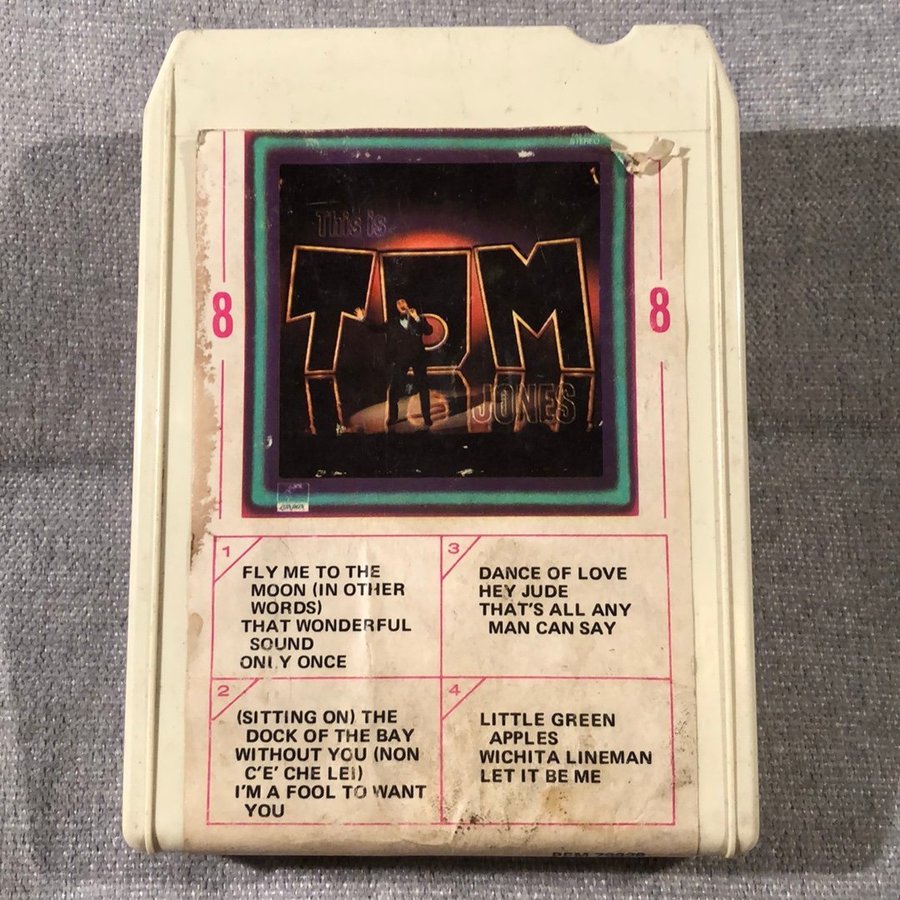 STEREO
This is
TOM
JONES
8
8
1
FLY ME TO THE
MOON (IN OTHER
WORDS)
THAT WONDERFUL
SOUND
ONLY ONCE
3
DANCE OF LOVE
HEY JUDE
THAT'S ALL ANY
MAN CAN SAY
2
(SITTING ON) THE
DOCK OF THE BAY
WITHOUT YOU (NON
C'E' CHE LEI)
I'M A FOOL TO WANT
YOU
4
LITTLE GREEN
APPLES
WICHITA LINEMAN
LET IT BE ME